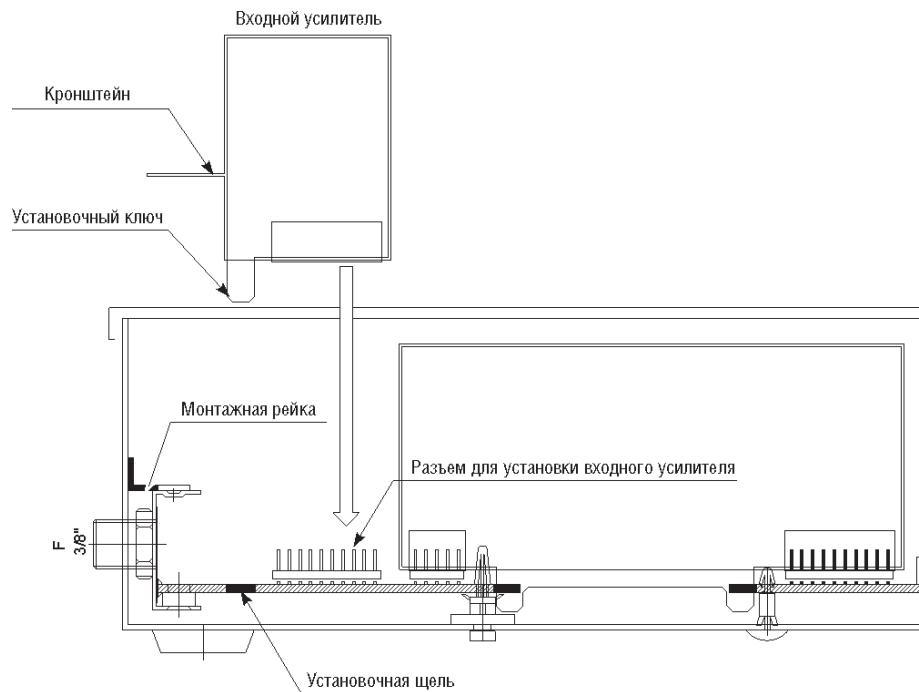 Входной усилитель
Кронштейн
Установочный ключ
Монтажная рейка
Разъем для установки входного усилителя
F
3/8"
Установочная щель